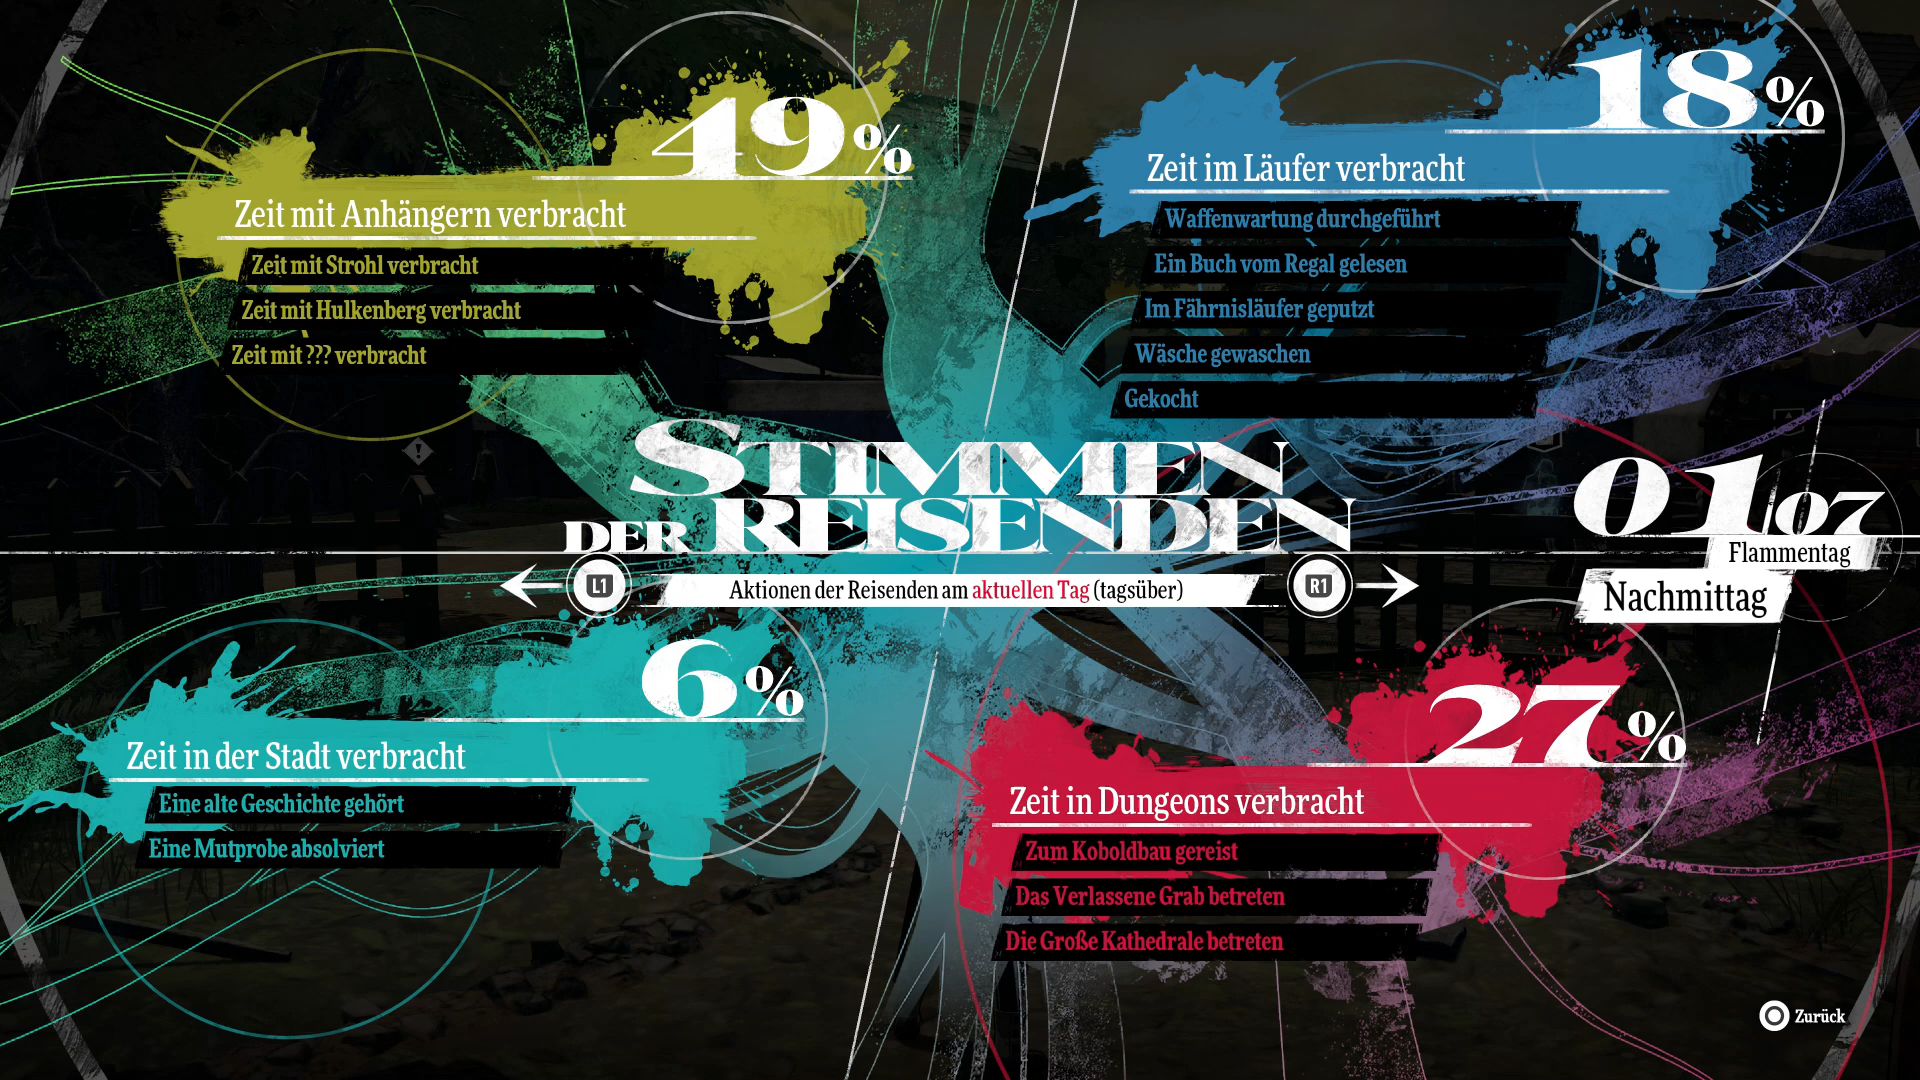 49%
Zeit mit Anhängern verbracht
Zeit mit Strohl verbracht
Zeit mit Hulkenberg verbracht
Zeit mit ??? verbracht
18%
Zeit im Läufer verbracht
Waffenwartung durchgeführt
Ein Buch vom Regal gelesen
Im Fährnisläufer geputzt
Wäsche gewaschen
Gekocht
STIMMEN
DER REISENDEN
L1
Aktionen der Reisenden am aktuellen Tag (tagsüber)
R1
01/07
Flammentag
Nachmittag
6%
Zeit in der Stadt verbracht
Eine alte Geschichte gehört
Eine Mutprobe absolviert
27%
Zeit in Dungeons verbracht
Zum Koboldbau gereist
Das Verlassene Grab betreten
Die Große Kathedrale betreten
Zurück